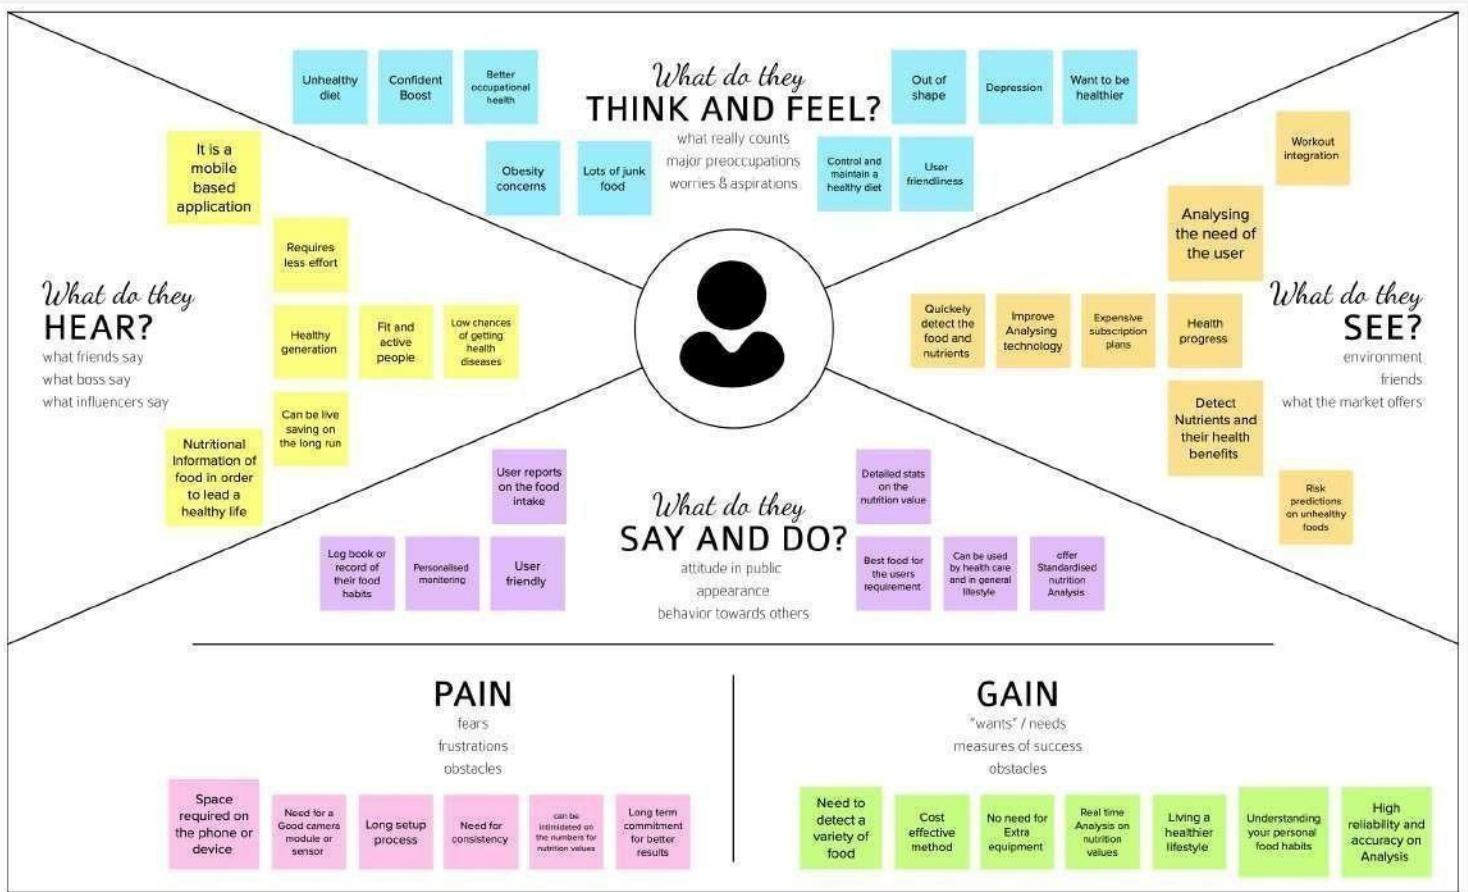 What do they
THINK AND FEEL?
what really counts
major preoccupations
worries & aspirations
Unhealthy
diet
Confident
Boost
Better
occupational
health
Obesity
concerns
Lots of junk
food
Out of
shape
Depression
Want to be
healthier
Control and
maintain a
healthy diet
User
friendliness
What do they
HEAR?
what friends say
what boss say
what influencers say
It is a
mobile
based
application
Requires
less effort
Healthy
generation
Fit and
active
people
Low chances
of getting
health
diseases
Can be live
saving on
the long run
Nutritional
Information of
food in order
to lead a
healthy life
What do they
SEE?
environment
friends
what the market offers
Workout
integration
Analysing
the need of
the user
Quickely
detect the
food and
nutrients
Improve
Analysing
technology
Expensive
subscription
plans
Health
progress
Detect
Nutrients and
their health
benefits
Risk
predictions
on unhealthy
foods
What do they
SAY AND DO?
attitude in public
appearance
behavior towards others
User reports
on the food
intake
Log book or
record of
their food
habits
Personalised
monitering
User
friendly
Detailed stats
on the
nutrition value
Best food for
the users
requirement
Can be used
by health care
and in general
lifestyle
offer
Standardised
nutrition
Analysis
PAIN
fears
frustrations
obstacles
Space
required on
the phone or
device
Need for a
Good camera
module or
sensor
Long setup
process
Need for
consistency
can be
intimidated on
the numbers for
nutrition values
Long term
commitment
for better
results
GAIN
"wants" / needs
measures of success
obstacles
Need to
detect a
variety of
food
Cost
effective
method
No need for
Extra
equipment
Real time
Analysis on
nutrition
values
Living a
healthier
lifestyle
Understanding
your personal
food habits
High
reliability and
accuracy on
Analysis